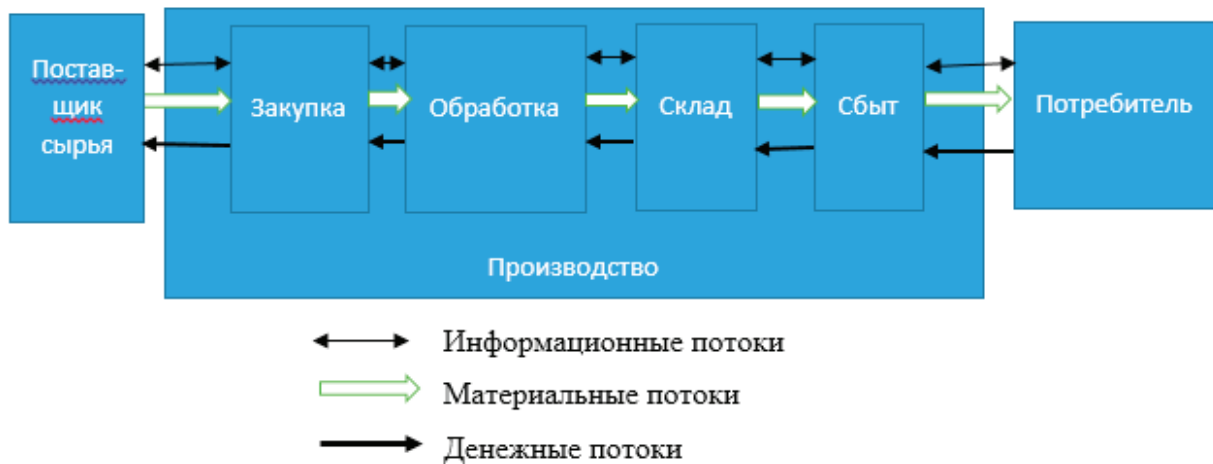 Постав-
щик
сырья
Закупка
Обработка
Склад
Сбыт
Потребитель
Производство
Информационные потоки
Материальные потоки
Денежные потоки